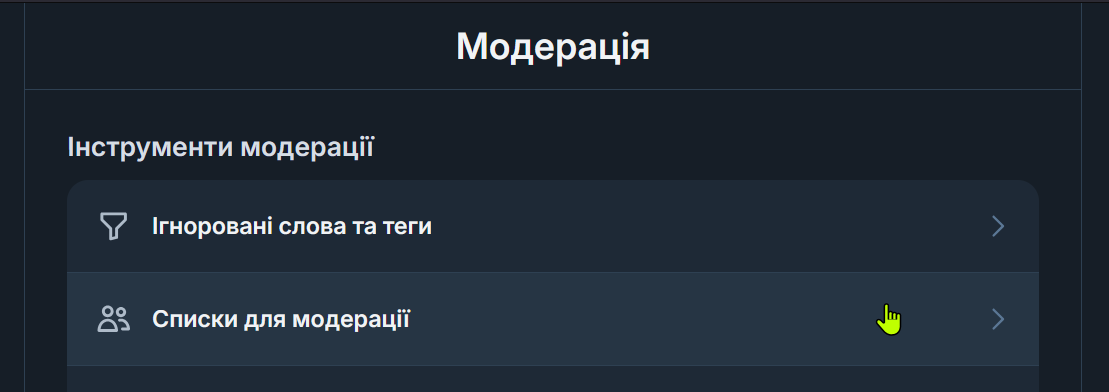 Модерація
Інструменти модерації
Ігноровані слова та теги
Списки для модерації